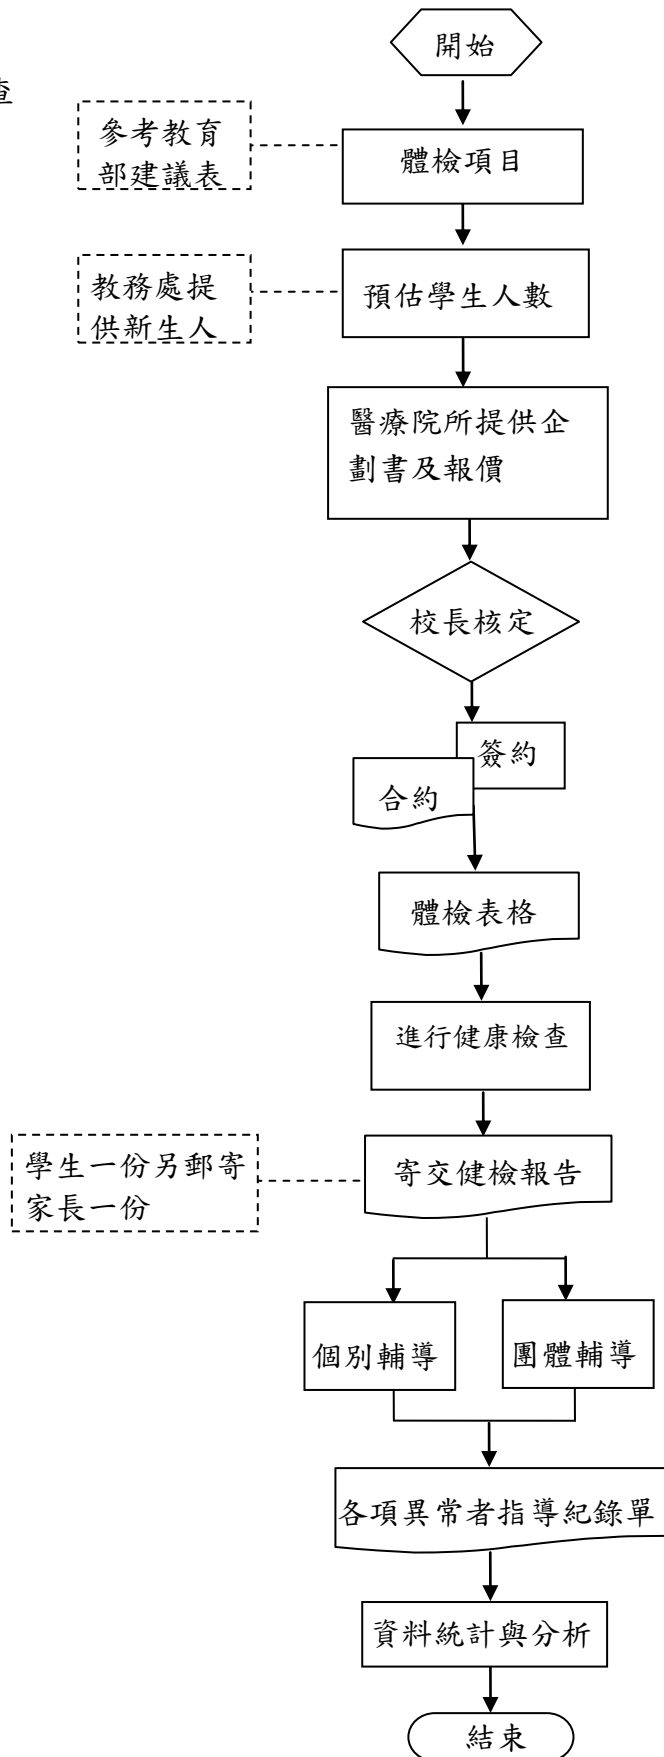 開始
查
參考教育
部建議表
體檢項目
教務處提
供新生人
預估學生人數
醫療院所提供企
劃書及報價
校長核定
簽約
合約
體檢表格
進行健康檢查
學生一份另郵寄
家長一份
寄交健檢報告
個別輔導
團體輔導
各項異常者指導紀錄單
資料統計與分析
結束